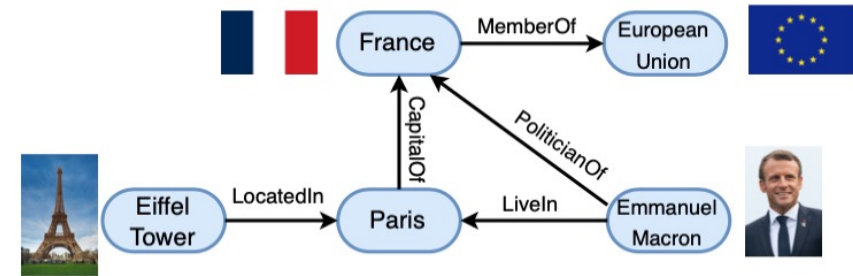 France
MemberOf
European
Union
CapitalOf
PoliticianOf
Eiffel
Tower
LocatedIn
Paris
LiveIn
Emmanuel
Macron